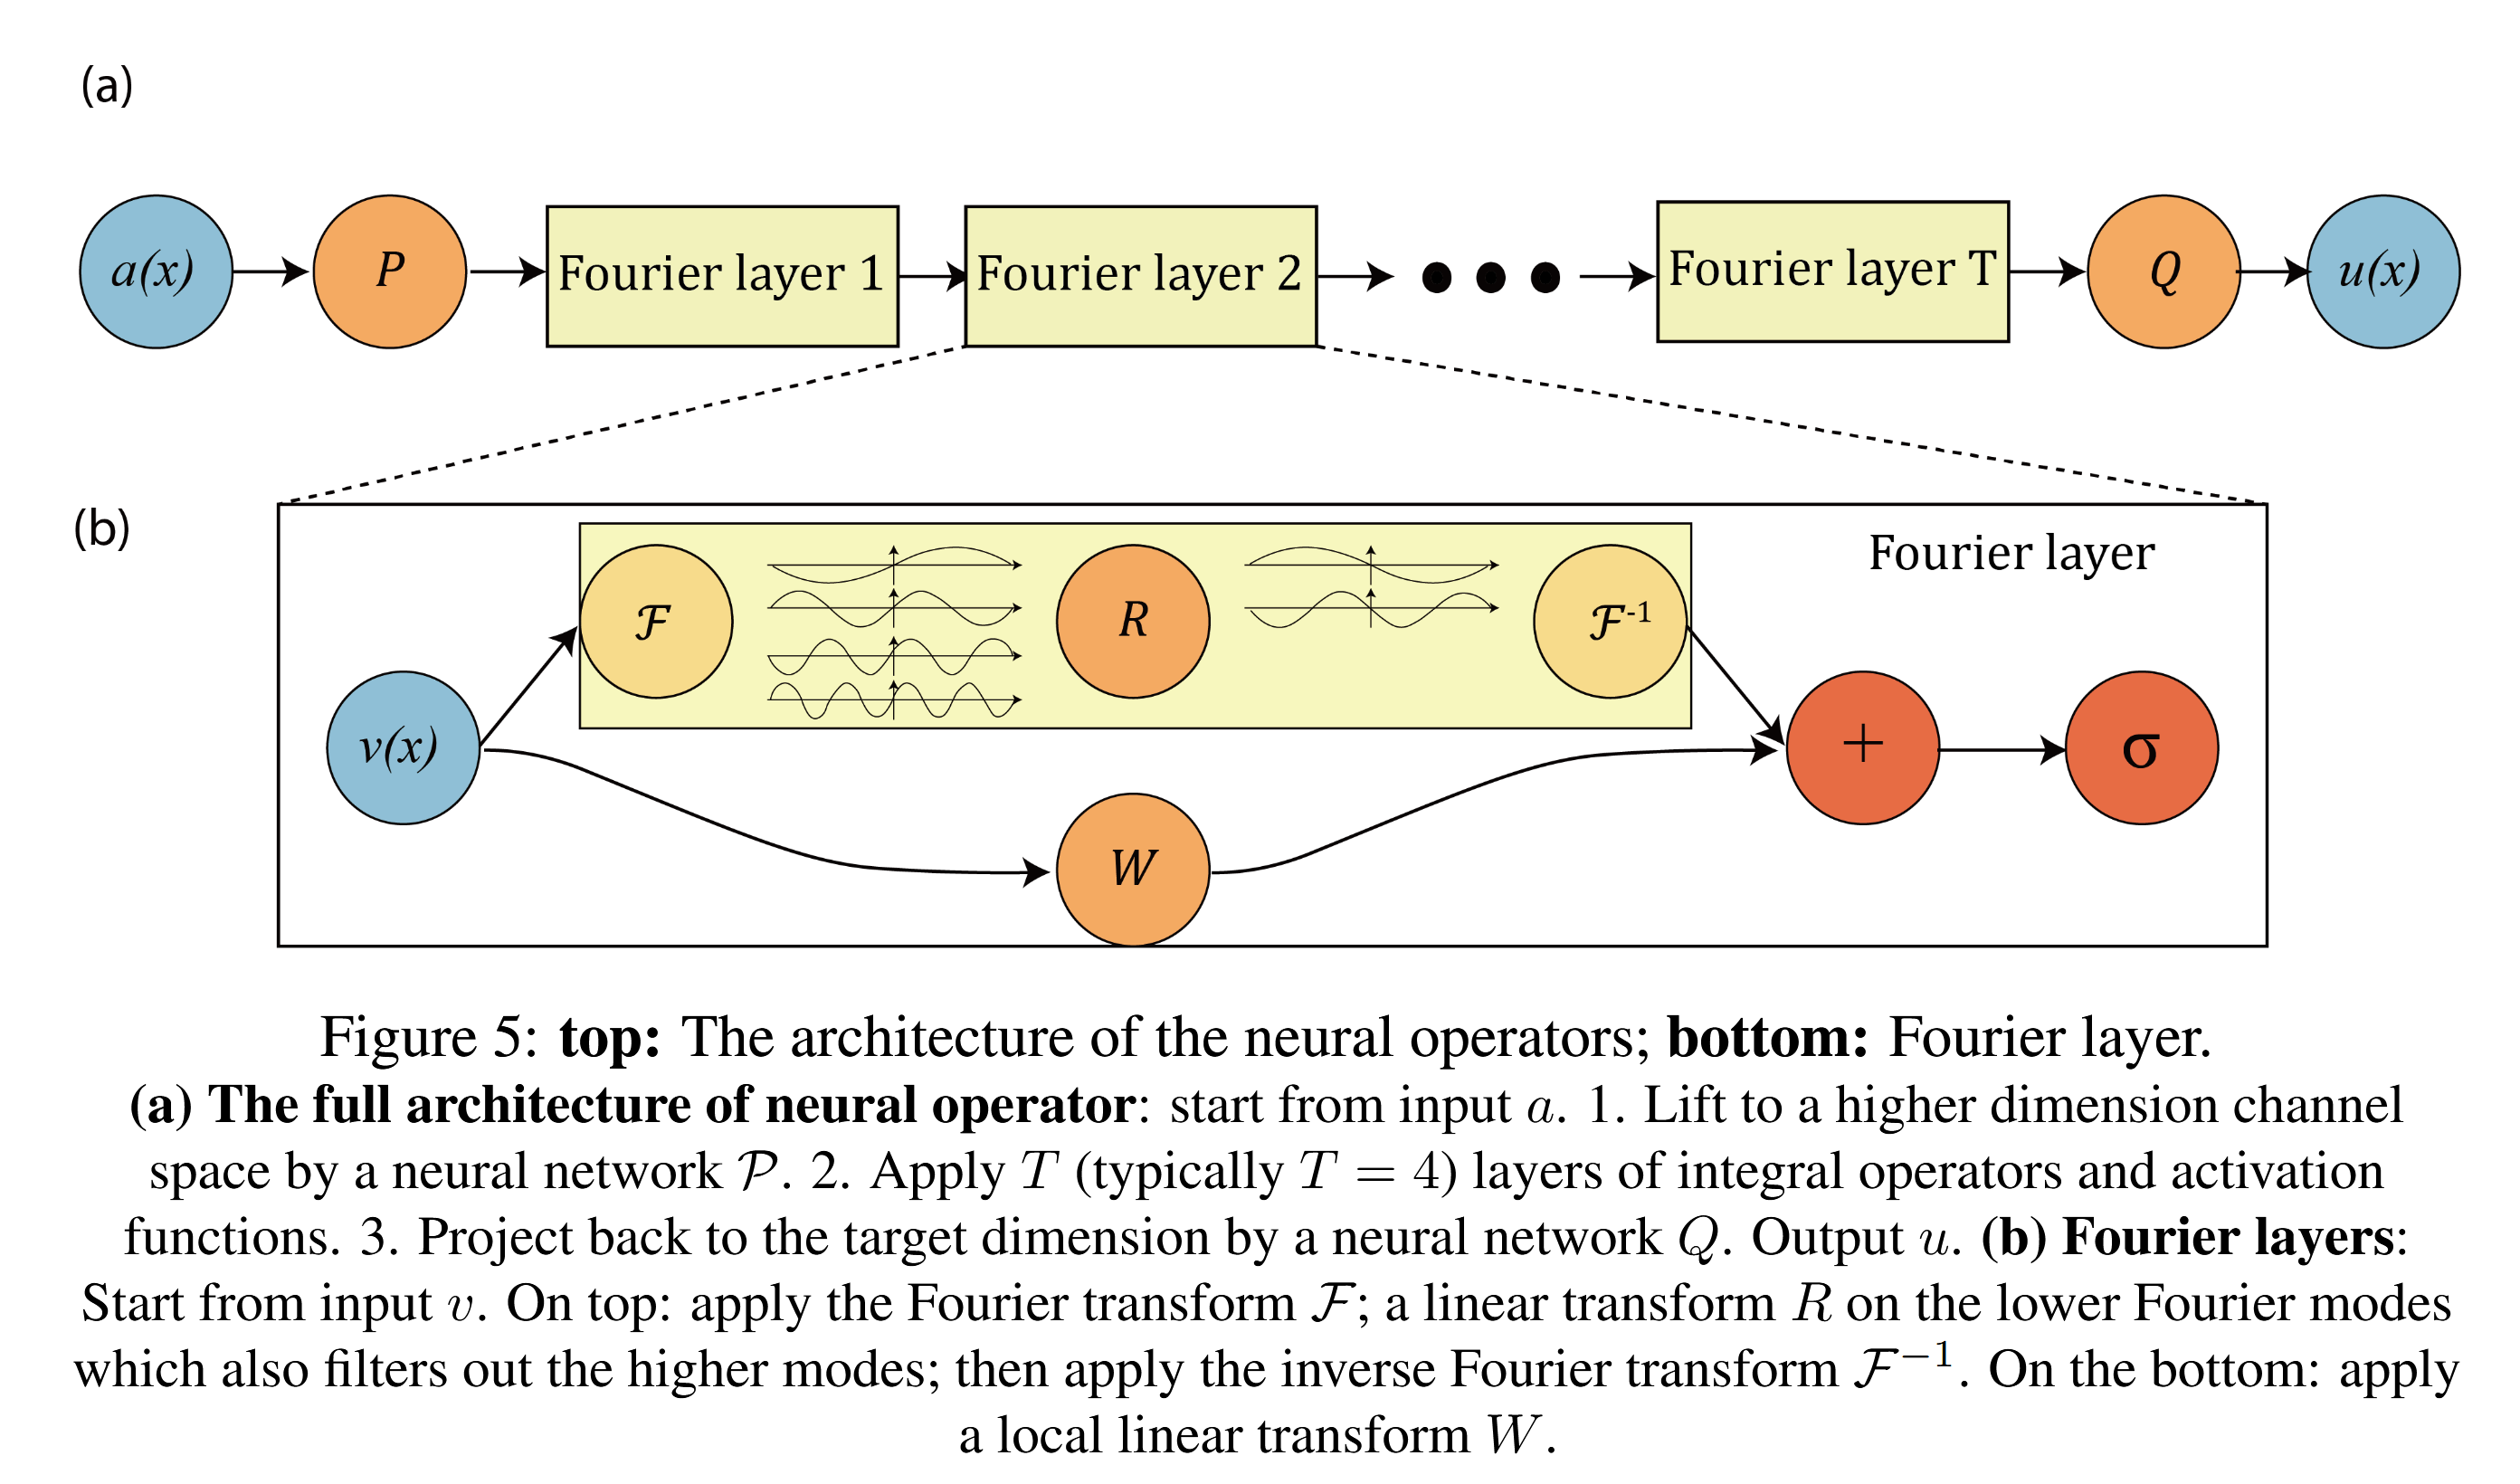 (a)
a(x) P Fourier layer 1 Fourier layer 2 ••• Fourier layer T Q u(x)
(b)
Fourier layer
ℱ R ℱ-1
v(x) + σ
W
Figure 5: top: The architecture of the neural operators; bottom: Fourier layer.
(a) The full architecture of neural operator: start from input a. 1. Lift to a higher dimension channel
space by a neural network 𝒫. 2. Apply T (typically T = 4) layers of integral operators and activation
functions. 3. Project back to the target dimension by a neural network Q. Output u. (b) Fourier layers:
Start from input v. On top: apply the Fourier transform ℱ; a linear transform R on the lower Fourier modes
which also filters out the higher modes; then apply the inverse Fourier transform ℱ⁻¹. On the bottom: apply
a local linear transform W.